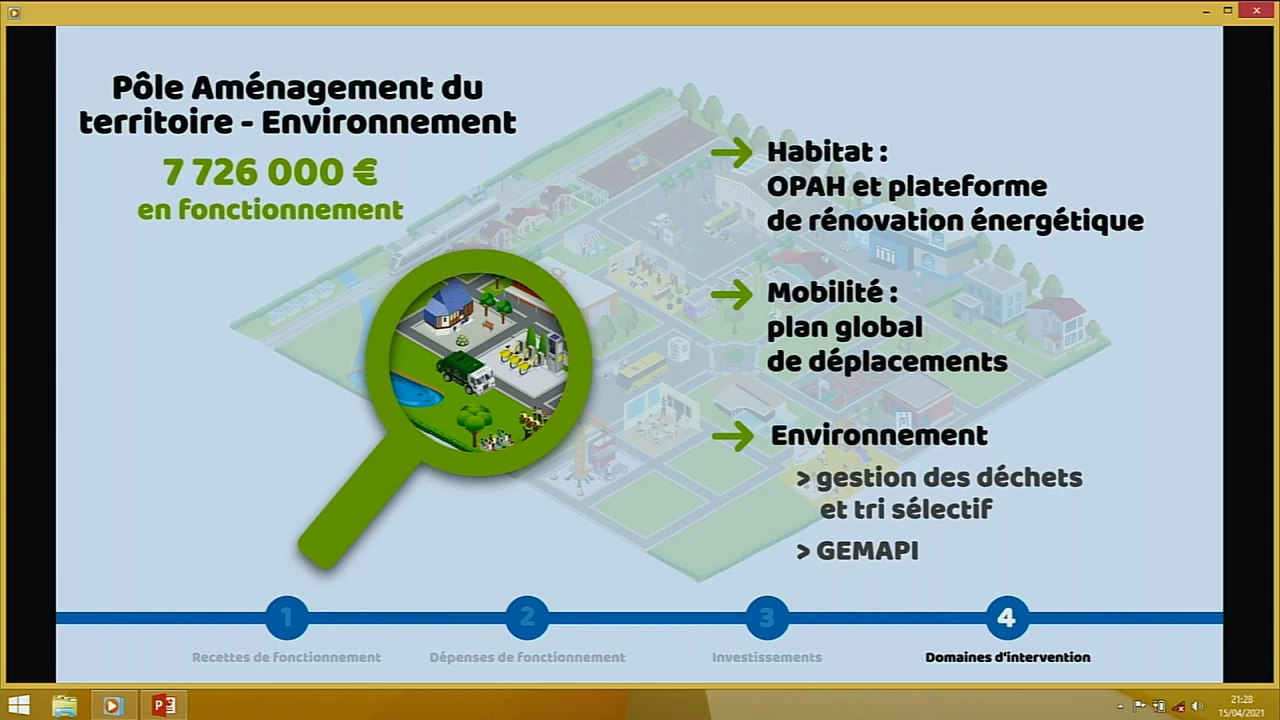 Pôle Aménagement du
territoire - Environnement
7 726 000 €
en fonctionnement
Habitat :
OPAH et plateforme
de rénovation énergétique
Mobilité :
plan global
de déplacements
Environnement
> gestion des déchets
et tri sélectif
> GEMAPI
1
2
3
4
Recettes de fonctionnement
Dépenses de fonctionnement
Investissements
Domaines d'intervention
21:28
15/04/2021